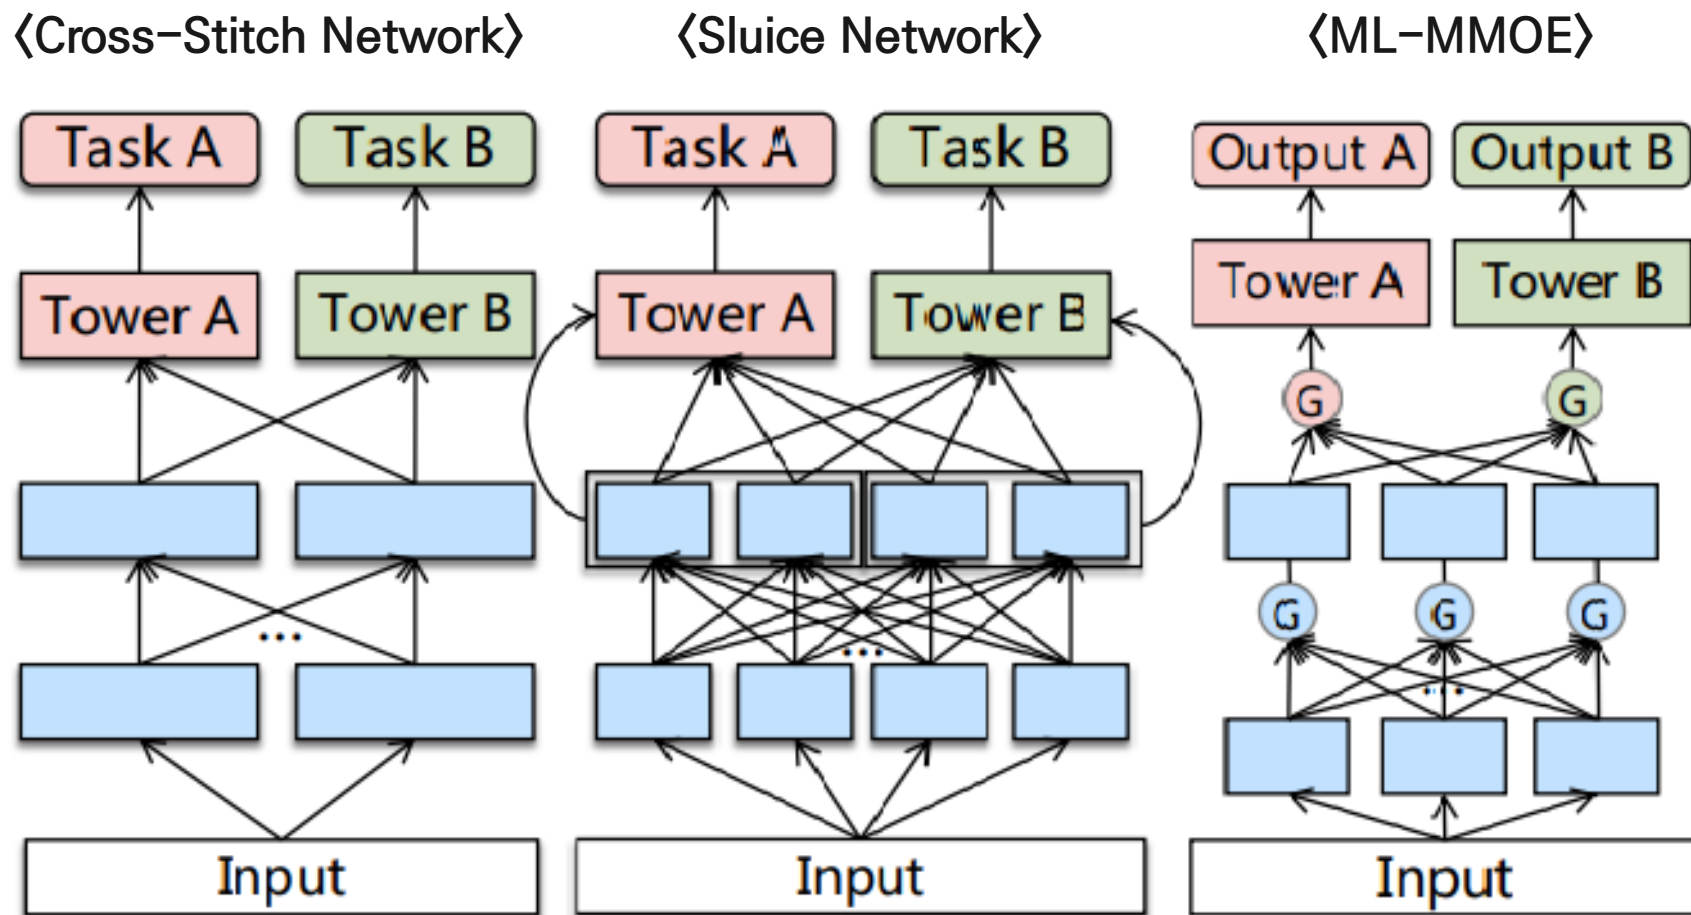 〈Cross-Stitch Network〉 〈Sluice Network〉 〈ML-MMOE〉
Task A Task B Task A Task B Output A Output B
Tower A Tower B Tower A Tower B Tower A Tower B
G G
G G G
... ... ...
Input Input Input